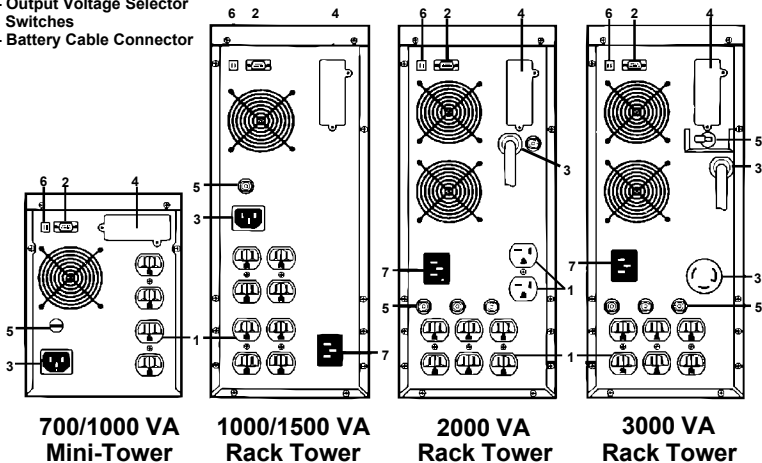 - Output Voltage Selector
Switches
- Battery Cable Connector
6 2 4
6 2 4
6 2 4
6 2 4
5
3
3
5
3
7
1
5
7
3
5
5
3
1
7
1
700/1000 VA
Mini-Tower
1000/1500 VA
Rack Tower
2000 VA
Rack Tower
3000 VA
Rack Tower